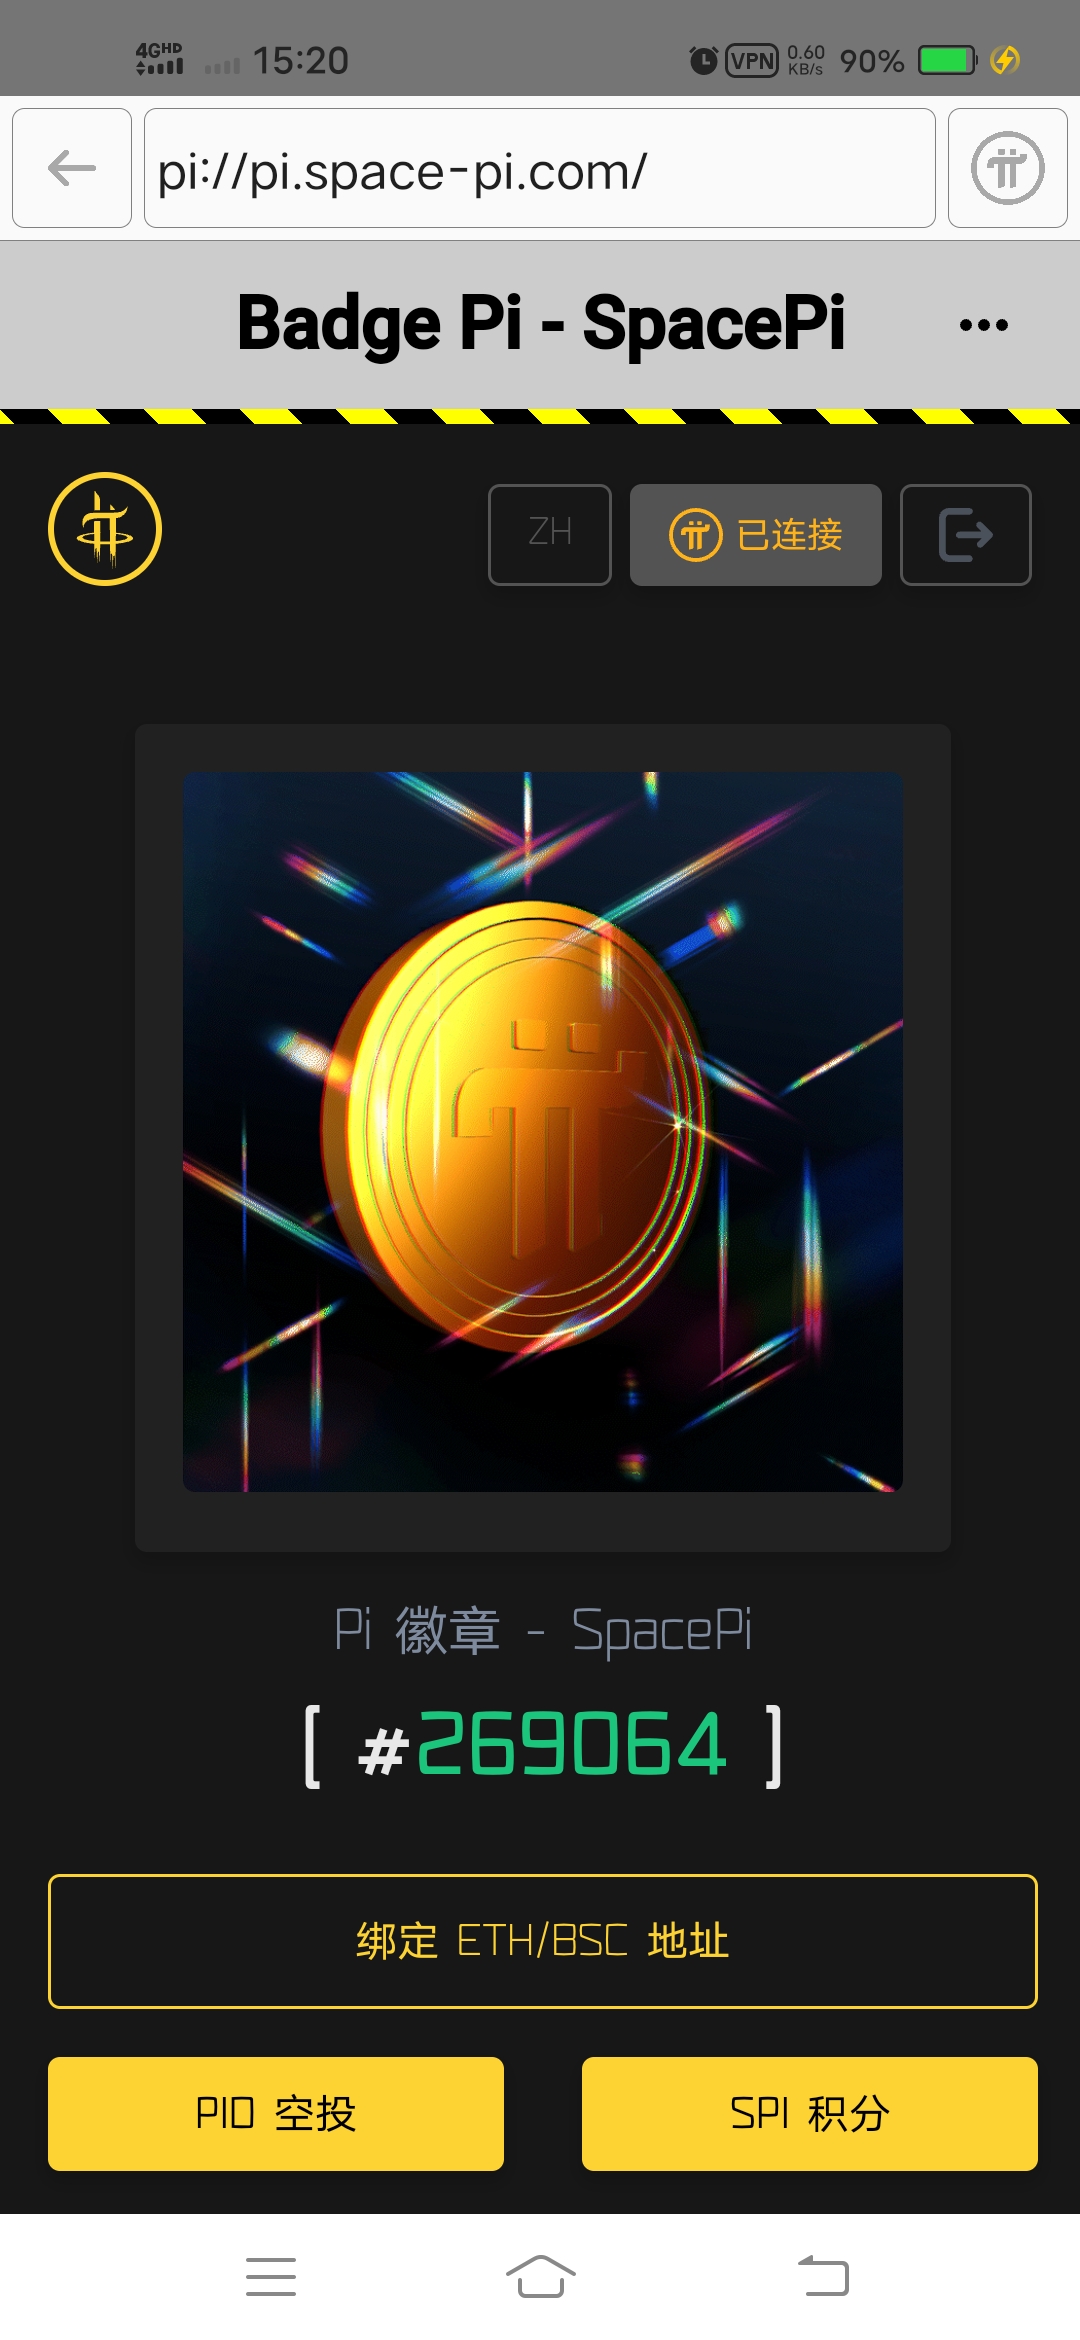 4GHD 15:20 VPN 0.60 KB/s 90%
pi://pi.space-pi.com/
Badge Pi - SpacePi
ZH 已连接
Pi 徽章 - SpacePi
[ #269064 ]
绑定 ETH/BSC 地址
PIO 空投 SPI 积分